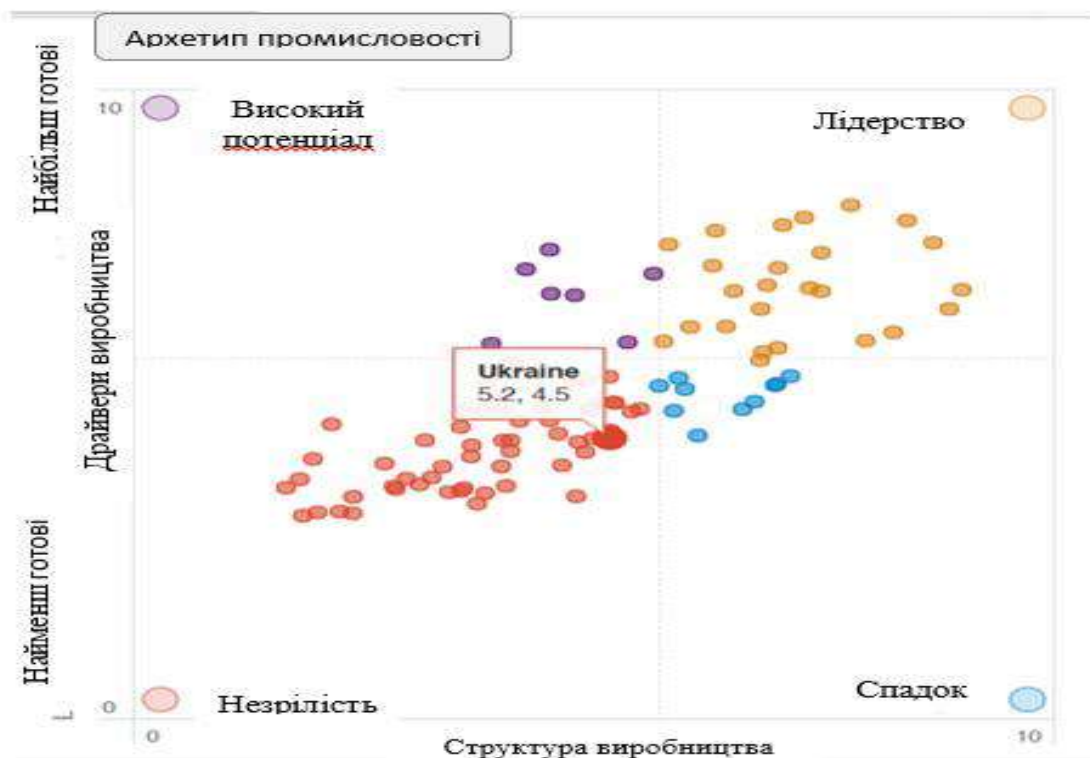 Архетип промисловості
Найбільш готові
10
Високий
потенціал
Лідерство
Драйвери виробництва
Ukraine
5.2, 4.5
Найменш готові
Незрілість
Спадок
0
0
Структура виробництва
10